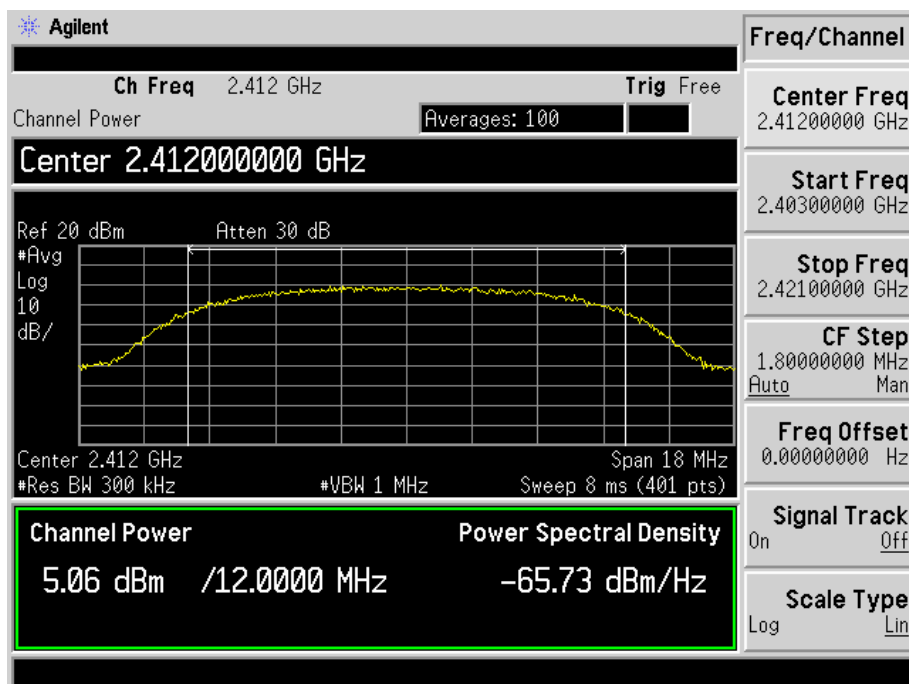 Agilent
Freq/Channel
Ch Freq 2.412 GHz Trig Free
Channel Power Averages: 100
Center 2.412000000 GHz
Ref 20 dBm Atten 30 dB
#Avg
Log
10
dB/
Center 2.412 GHz Span 18 MHz
#Res BW 300 kHz #VBW 1 MHz Sweep 8 ms (401 pts)
Channel Power Power Spectral Density
5.06 dBm /12.0000 MHz -65.73 dBm/Hz
Center Freq
2.41200000 GHz
Start Freq
2.40300000 GHz
Stop Freq
2.42100000 GHz
CF Step
1.80000000 MHz
Auto Man
Freq Offset
0.00000000 Hz
Signal Track
On Off
Scale Type
Log Lin